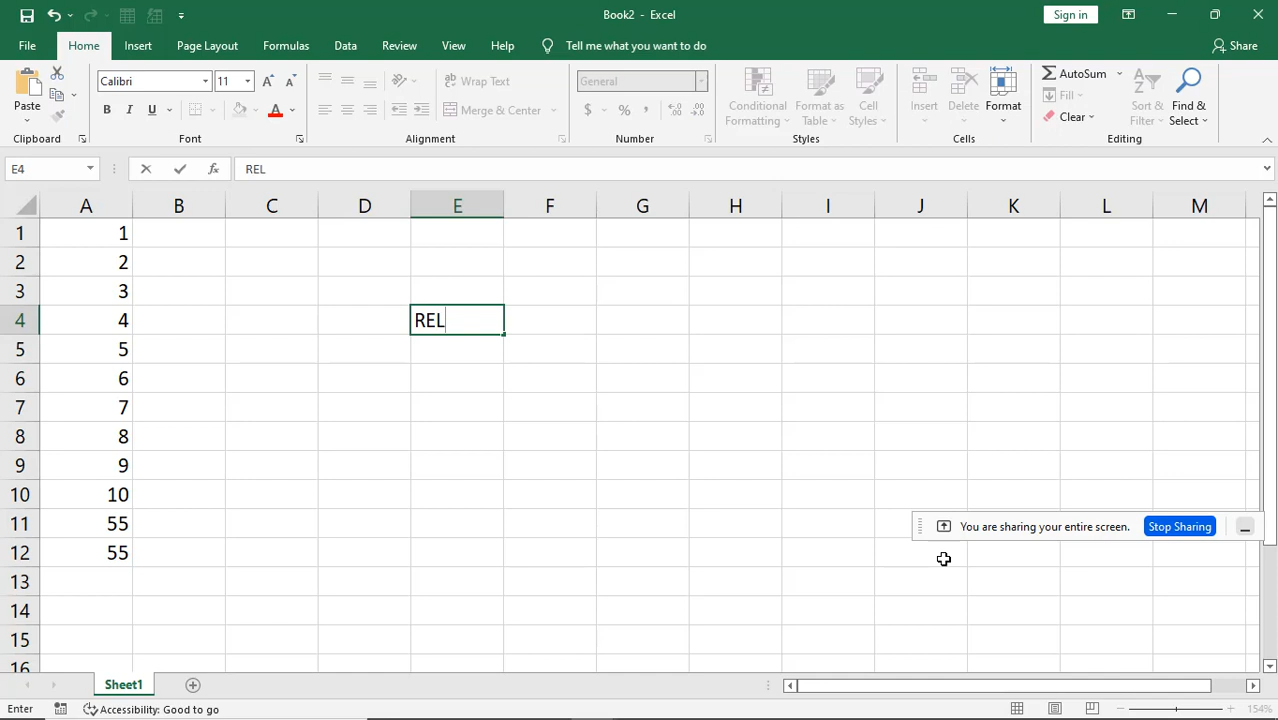 Book2 - Excel
Sign in
File Home Insert Page Layout Formulas Data Review View Help Tell me what you want to do Share
Paste
Clipboard
Calibri 11
B I U
Font
Wrap Text
Merge & Center
Alignment
General
$ % ,
Number
Conditional Formatting
Format as Table
Cell Styles
Styles
Insert Delete Format
Cells
AutoSum
Fill
Clear
Sort & Filter
Find & Select
Editing
E4 fx REL
A B C D E F G H I J K L M
1 1
2 2
3 3
4 4 REL
5 5
6 6
7 7
8 8
9 9
10 10
11 55
You are sharing your entire screen. Stop Sharing
12 55
13
14
15
16
Sheet1
Enter Accessibility: Good to go 154%